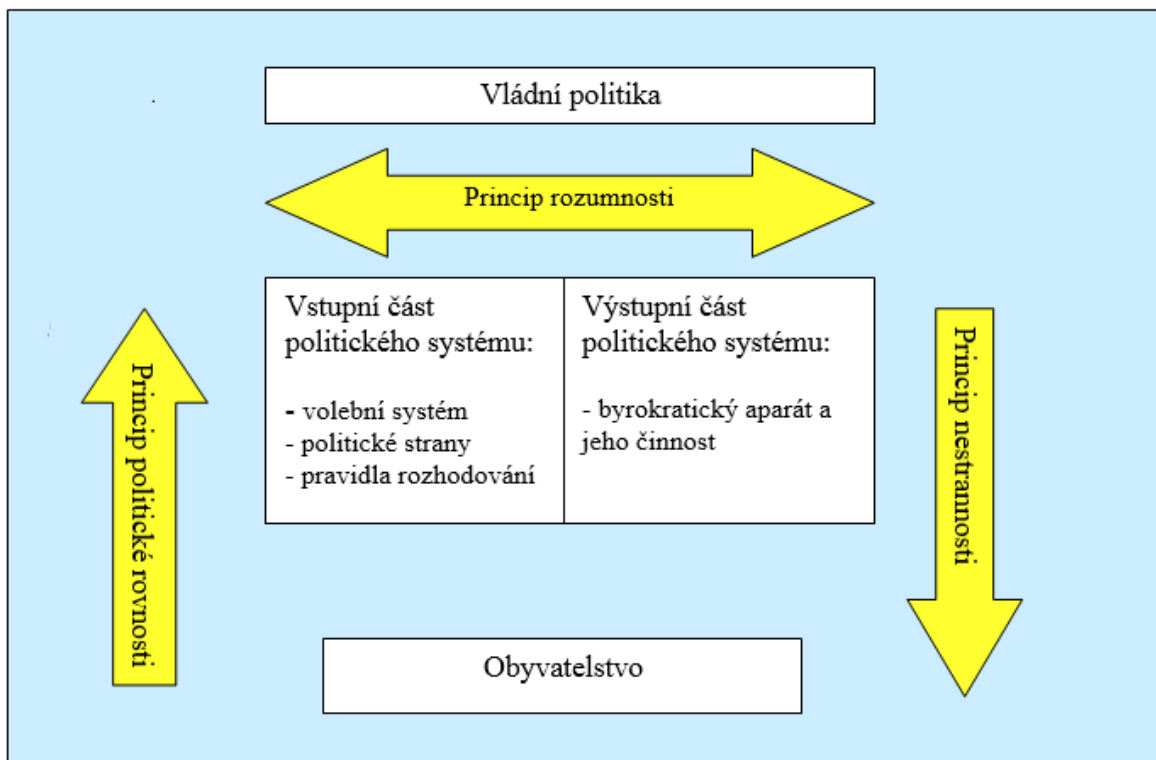 Vládní politika
Princip rozumnosti
Vstupní část
politického systému:
- volební systém
- politické strany
- pravidla rozhodování
Výstupní část
politického systému:
- byrokratický aparát a
jeho činnost
Princip politické rovnosti
Princip nestrannosti
Obyvatelstvo